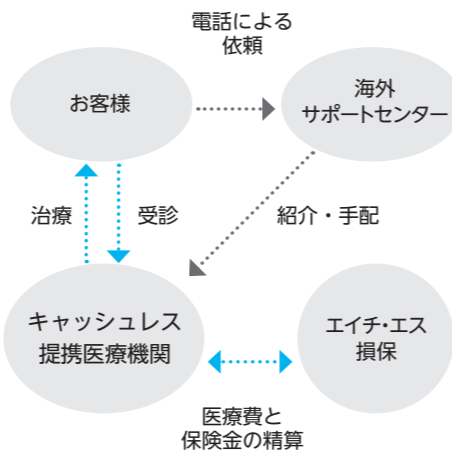 電話による
依頼
お客様
海外
サポートセンター
治療
受診
紹介・手配
キャッシュレス
提携医療機関
エイチ・エス
損保
医療費と
保険金の精算